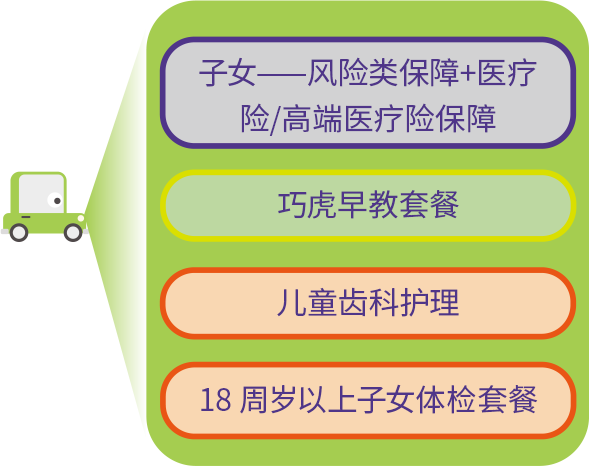 子女——风险类保障+医疗
险/高端医疗险保障
巧虎早教套餐
儿童齿科护理
18 周岁以上子女体检套餐